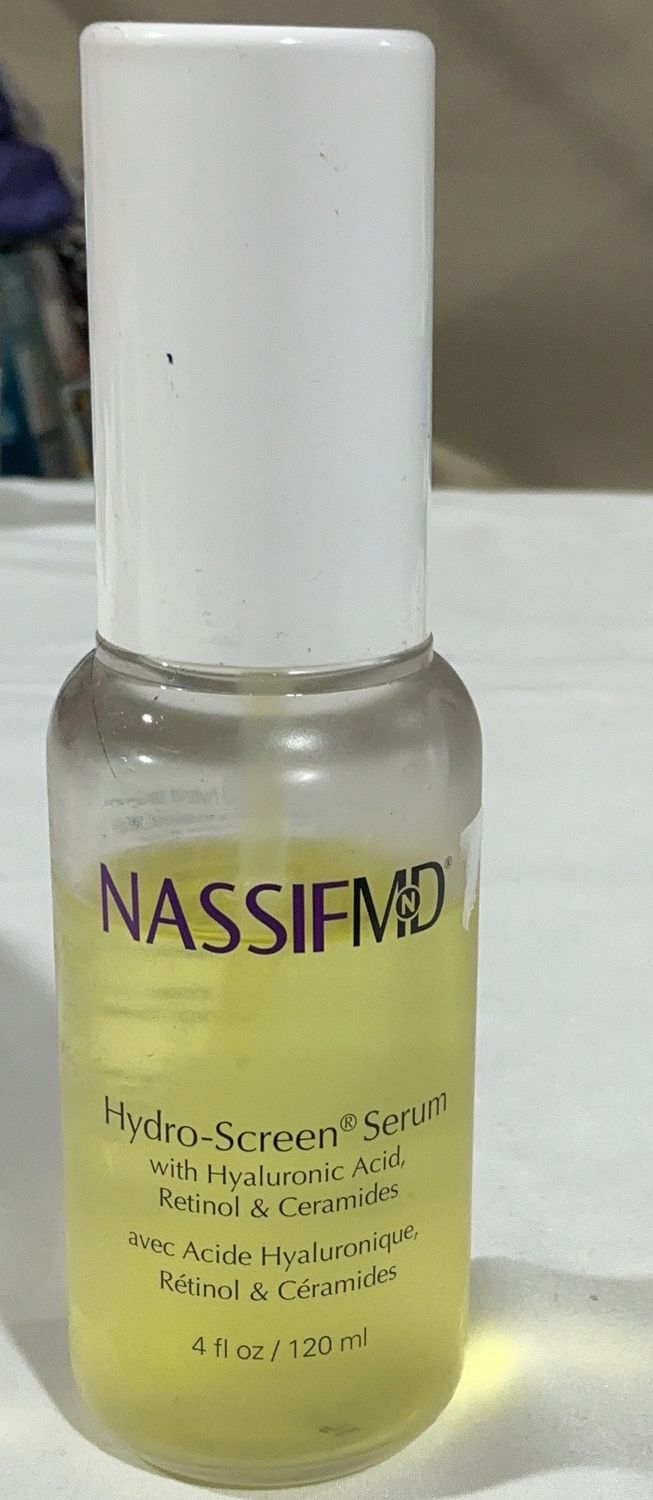 NASSIFMD®
N
Hydro-Screen® Serum
with Hyaluronic Acid,
Retinol & Ceramides
avec Acide Hyaluronique,
Rétinol & Céramides
4 fl oz / 120 ml